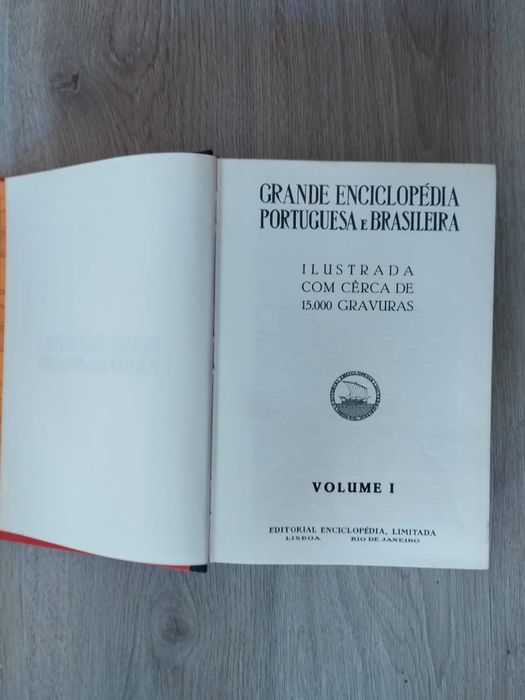 GRANDE ENCICLOPÉDIA
PORTUGUESA E BRASILEIRA
ILUSTRADA
COM CÊRCA DE
15.000 GRAVURAS
VOLUME I
EDITORIAL ENCICLOPÉDIA, LIMITADA
LISBOA RIO DE JANEIRO